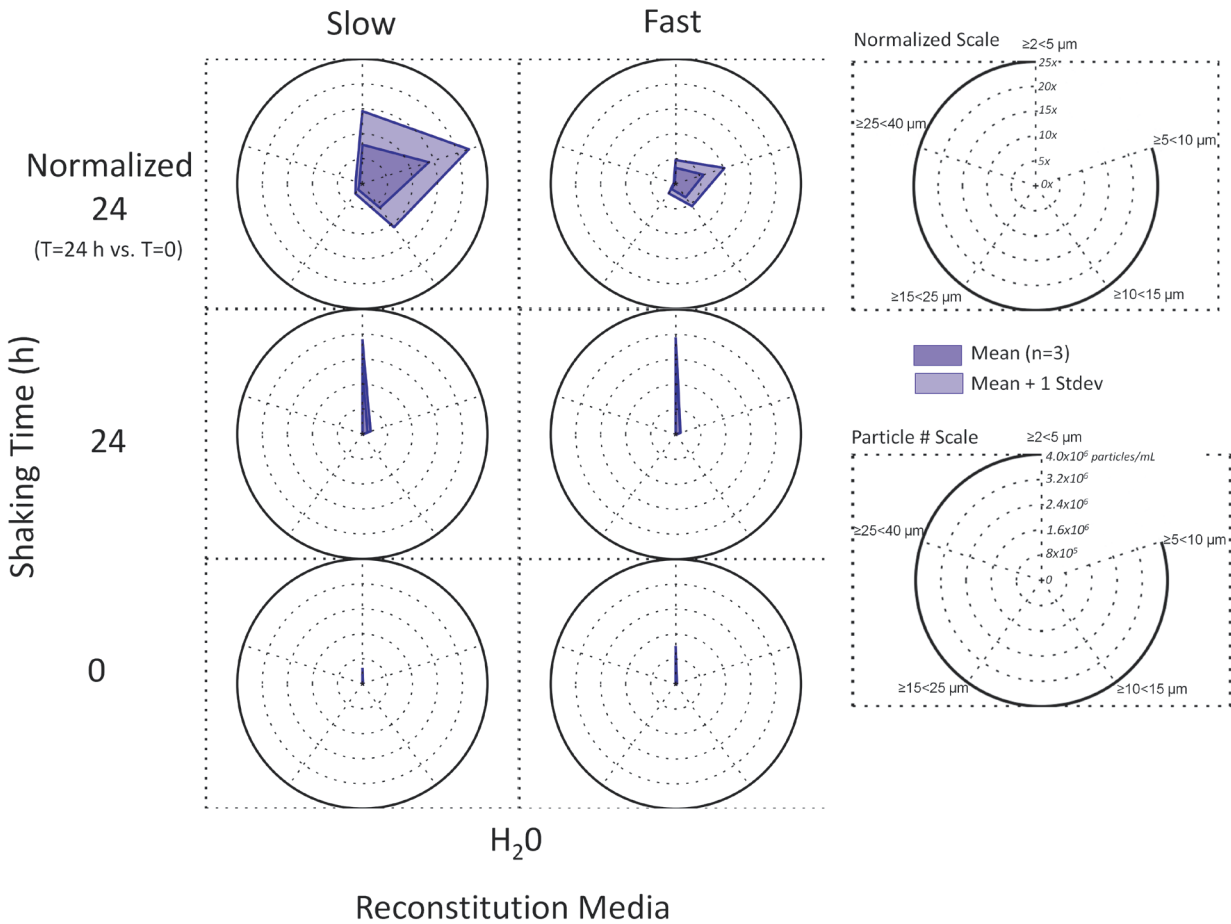 Slow
Fast
Normalized
24
(T=24 h vs. T=0)
24
0
Shaking Time (h)
H₂0
Reconstitution Media
Normalized Scale
≥2<5 µm
25x
20x
15x
10x
5x
0x
≥25<40 µm
≥5<10 µm
≥15<25 µm
≥10<15 µm
Mean (n=3)
Mean + 1 Stdev
Particle # Scale
≥2<5 µm
4.0x10⁶ particles/mL
3.2x10⁶
2.4x10⁶
1.6x10⁶
8x10⁵
0
≥25<40 µm
≥5<10 µm
≥15<25 µm
≥10<15 µm